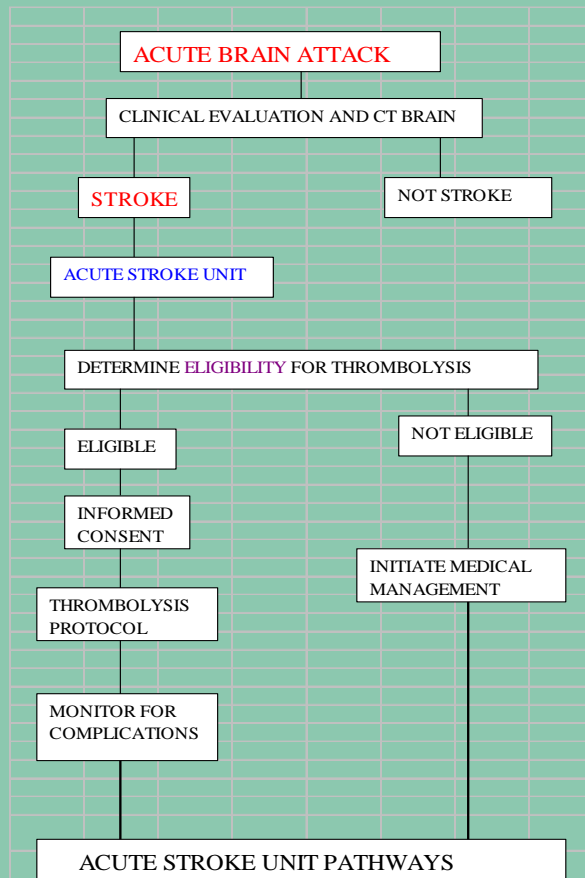 ACUTE BRAIN ATTACK
CLINICAL EVALUATION AND CT BRAIN
STROKE
NOT STROKE
ACUTE STROKE UNIT
DETERMINE ELIGIBILITY FOR THROMBOLYSIS
ELIGIBLE
NOT ELIGIBLE
INFORMED
CONSENT
INITIATE MEDICAL
MANAGEMENT
THROMBOLYSIS
PROTOCOL
MONITOR FOR
COMPLICATIONS
ACUTE STROKE UNIT PATHWAYS